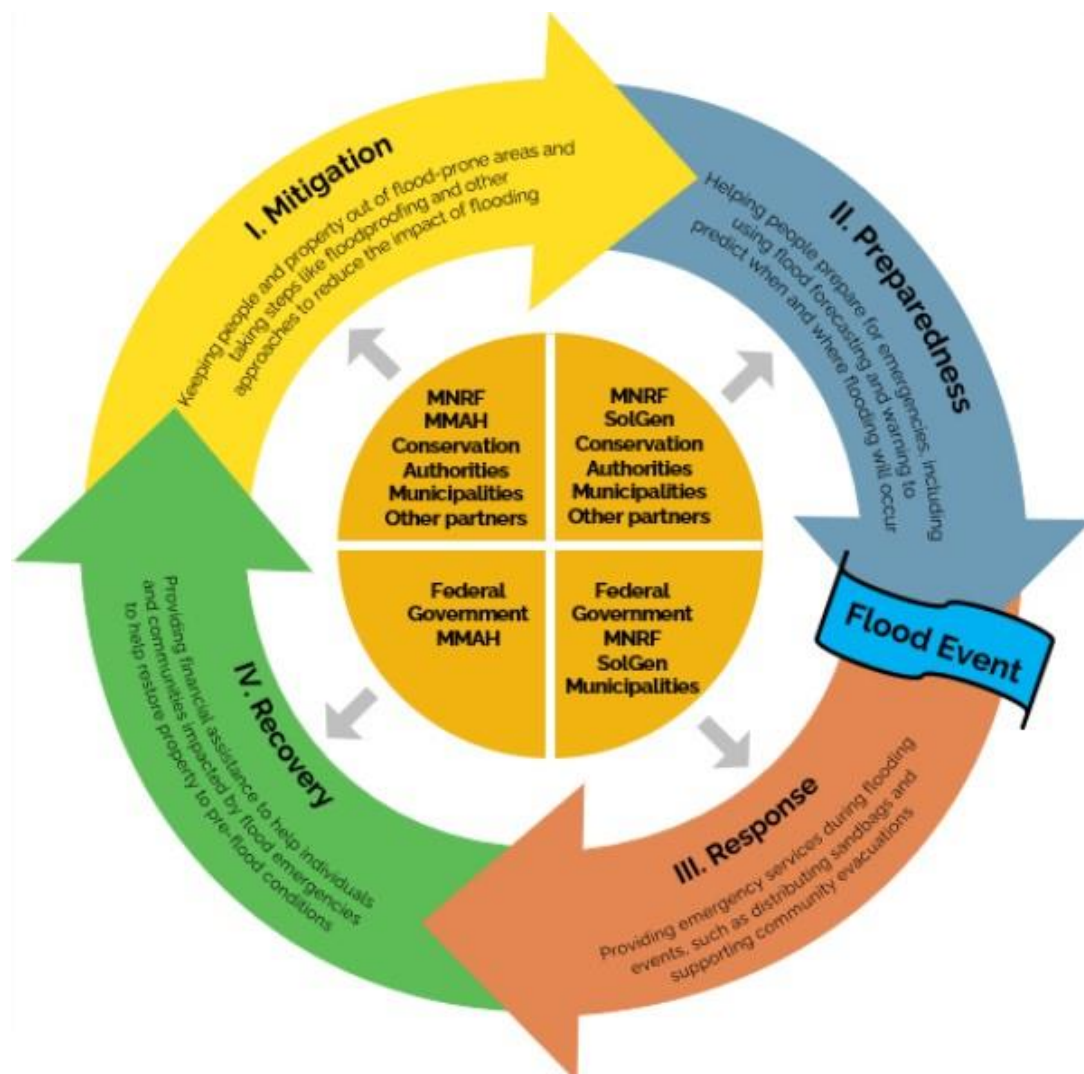 I. Mitigation
Keeping people and property out of flood-prone areas and
taking steps like floodproofing and other
approaches to reduce the impact of flooding
II. Preparedness
Helping people prepare for emergencies, including
using flood forecasting and warning to
predict when and where flooding will occur
Flood Event
III. Response
Providing emergency services during flooding
events, such as distributing sandbags and
supporting community evacuations
IV. Recovery
Providing financial assistance to help individuals
and communities impacted by flood emergencies
to help restore property to pre-flood conditions
MNRF
MMAH
Conservation
Authorities
Municipalities
Other partners
MNRF
SolGen
Conservation
Authorities
Municipalities
Other partners
Federal
Government
MMAH
Federal
Government
MNRF
SolGen
Municipalities